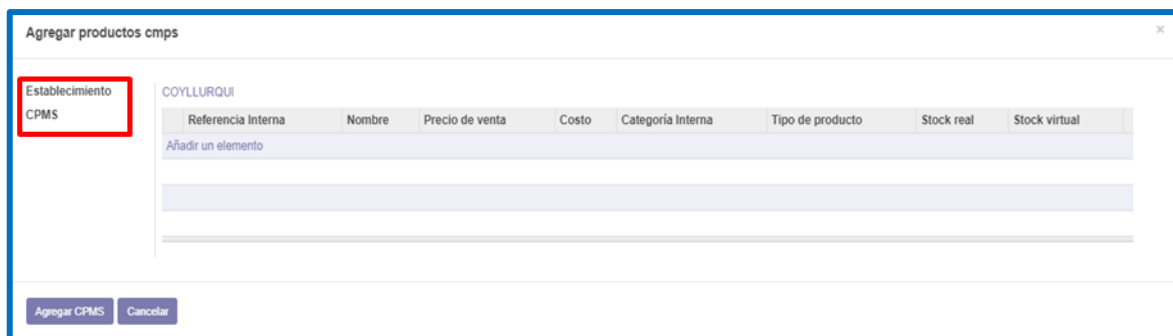 Agregar productos cmps ×
Establecimiento COYLLURQUI
CPMS
Referencia Interna Nombre Precio de venta Costo Categoría Interna Tipo de producto Stock real Stock virtual
Añadir un elemento
Agregar CPMS Cancelar